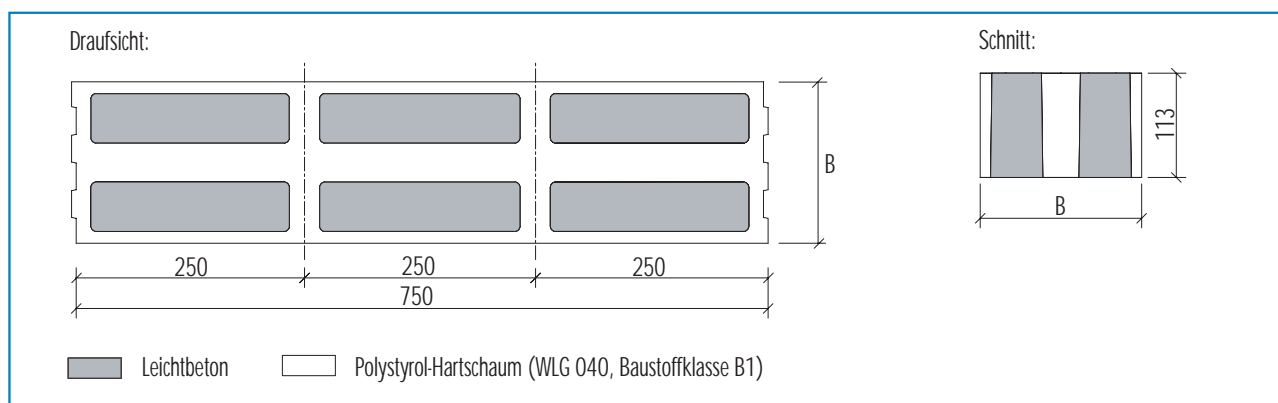 Draufsicht:
Schnitt:
B
113
B
250 250 250
750
Leichtbeton Polystyrol-Hartschaum (WLG 040, Baustoffklasse B1)